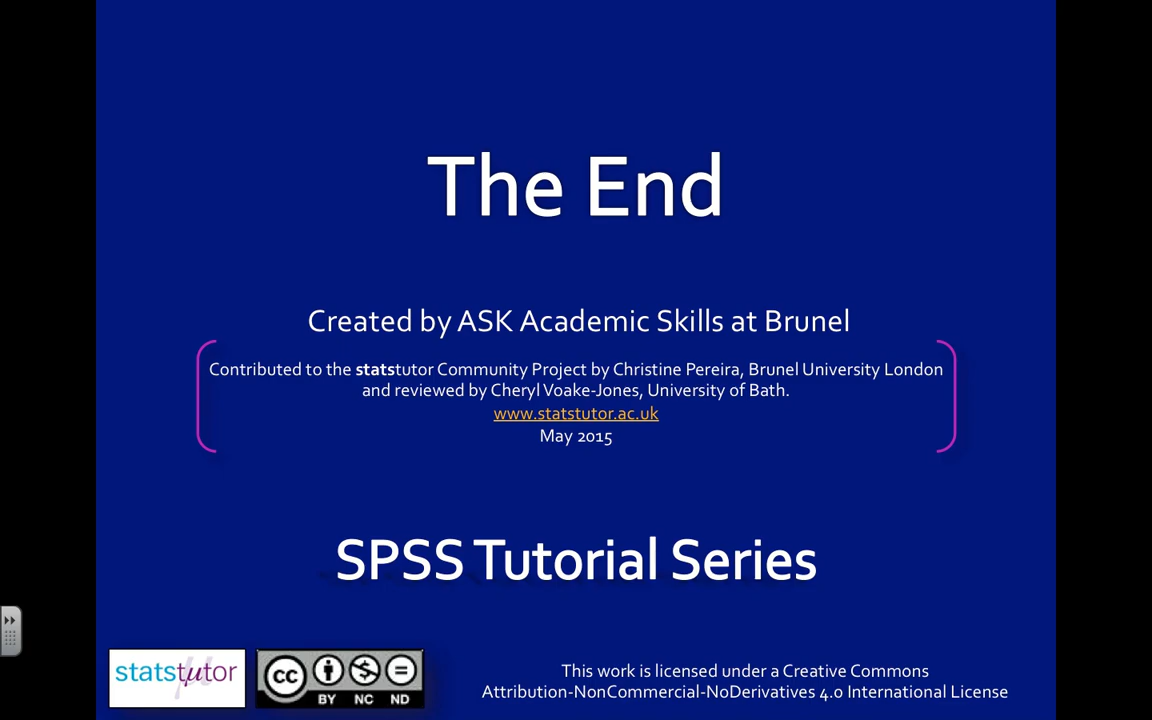 The End
Created by ASK Academic Skills at Brunel
Contributed to the statstutor Community Project by Christine Pereira, Brunel University London
and reviewed by Cheryl Voake-Jones, University of Bath.
www.statstutor.ac.uk
May 2015
SPSS Tutorial Series
statstutor
cc
BY NC ND
This work is licensed under a Creative Commons
Attribution-NonCommercial-NoDerivatives 4.0 International License